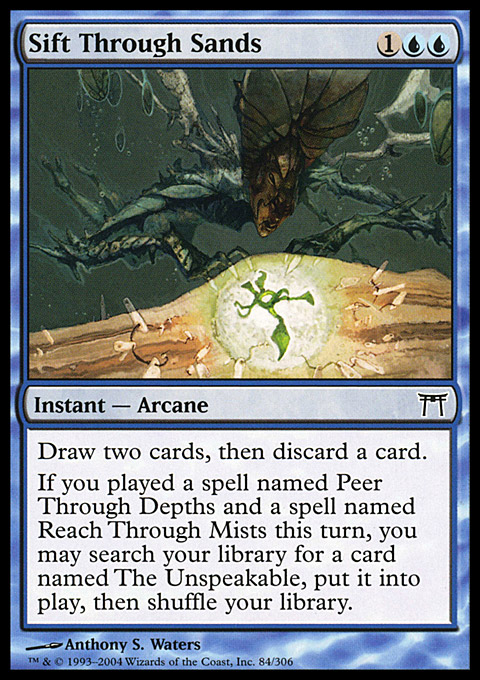 Sift Through Sands 1
Instant — Arcane
Draw two cards, then discard a card.
If you played a spell named Peer
Through Depths and a spell named
Reach Through Mists this turn, you
may search your library for a card
named The Unspeakable, put it into
play, then shuffle your library.
Anthony S. Waters
™ & © 1993–2004 Wizards of the Coast, Inc. 84/306